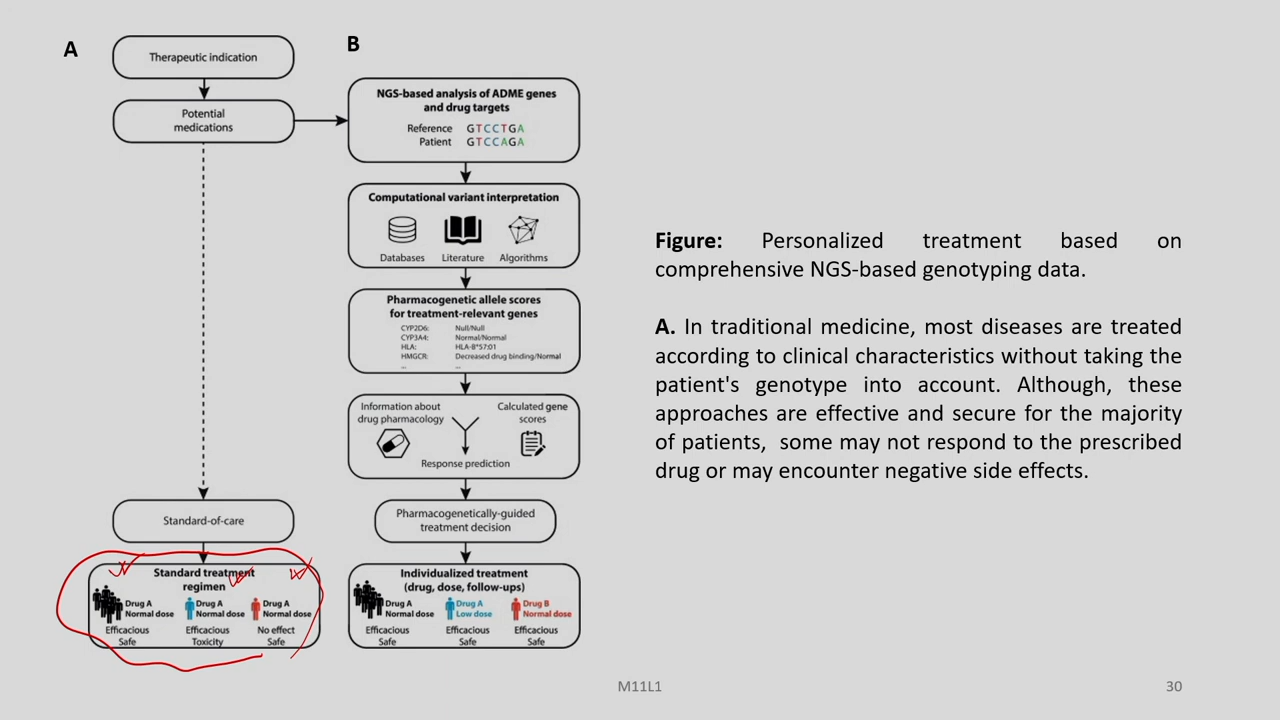 A
Therapeutic indication
Potential
medications
Standard-of-care
Standard treatment
regimen
Drug A
Normal dose
Drug A
Normal dose
Drug A
Normal dose
Efficacious
Safe
Efficacious
Toxicity
No effect
Safe
B
NGS-based analysis of ADME genes
and drug targets
Reference GTCCTGA
Patient GTCCAGA
Computational variant interpretation
Databases Literature Algorithms
Pharmacogenetic allele scores
for treatment-relevant genes
CYP2D6: Null/Null
CYP3A4: Normal/Normal
HLA: HLA-B*57:01
HMGCR: Decreased drug binding/Normal
... ...
Information about
drug pharmacology
Calculated gene
scores
Response prediction
Pharmacogenetically-guided
treatment decision
Individualized treatment
(drug, dose, follow-ups)
Drug A
Normal dose
Drug A
Low dose
Drug B
Normal dose
Efficacious
Safe
Efficacious
Safe
Efficacious
Safe
Figure: Personalized treatment based on
comprehensive NGS-based genotyping data.
A. In traditional medicine, most diseases are treated
according to clinical characteristics without taking the
patient's genotype into account. Although, these
approaches are effective and secure for the majority
of patients, some may not respond to the prescribed
drug or may encounter negative side effects.
M11L1
30